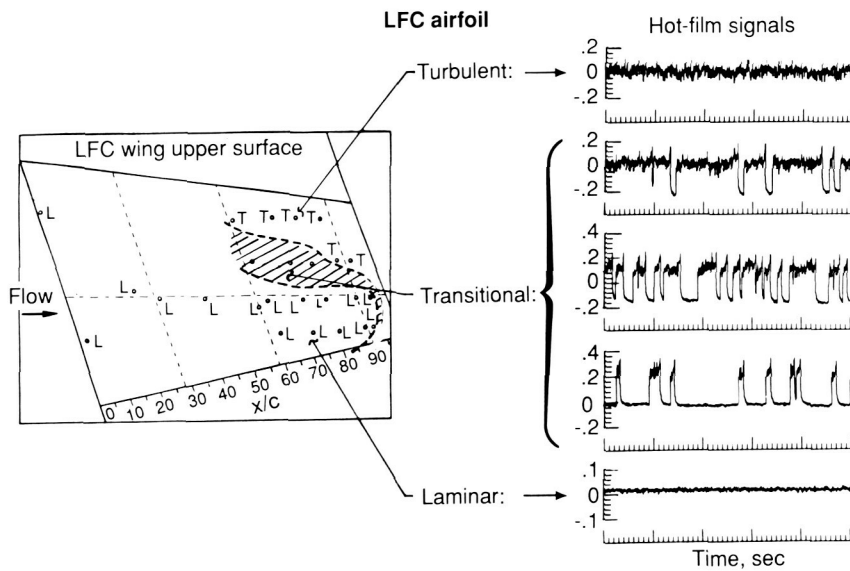 LFC airfoil
Hot-film signals
Turbulent:
.2
0
-.2
LFC wing upper surface
.2
0
-.2
L
T T T T
T T
Flow
L
L L L L L L L L
L
L L L L
0 10 20 30 40 50 60 70 80 90
x/c
Transitional:
.4
.2
0
-.2
.4
.2
0
-.2
Laminar:
.1
0
-.1
Time, sec